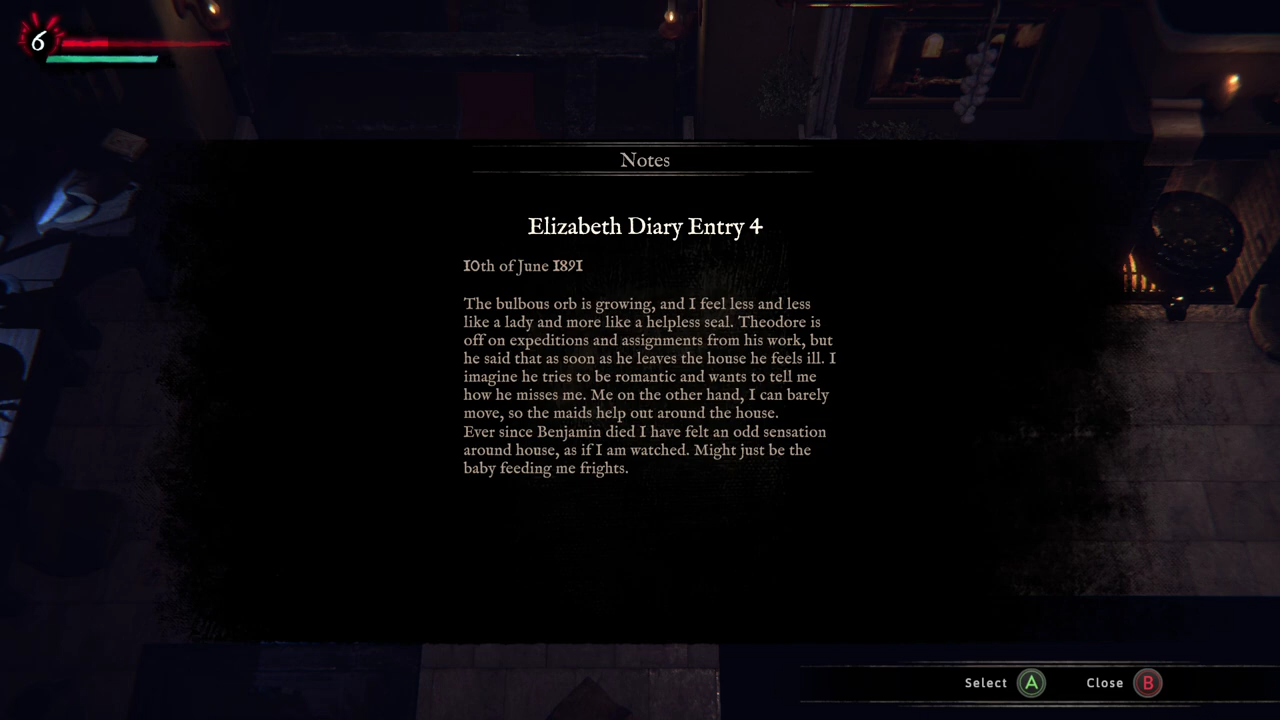 6
Notes
Elizabeth Diary Entry 4
10th of June 1891
The bulbous orb is growing, and I feel less and less
like a lady and more like a helpless seal. Theodore is
off on expeditions and assignments from his work, but
he said that as soon as he leaves the house he feels ill. I
imagine he tries to be romantic and wants to tell me
how he misses me. Me on the other hand, I can barely
move, so the maids help out around the house.
Ever since Benjamin died I have felt an odd sensation
around house, as if I am watched. Might just be the
baby feeding me frights.
Select A Close B